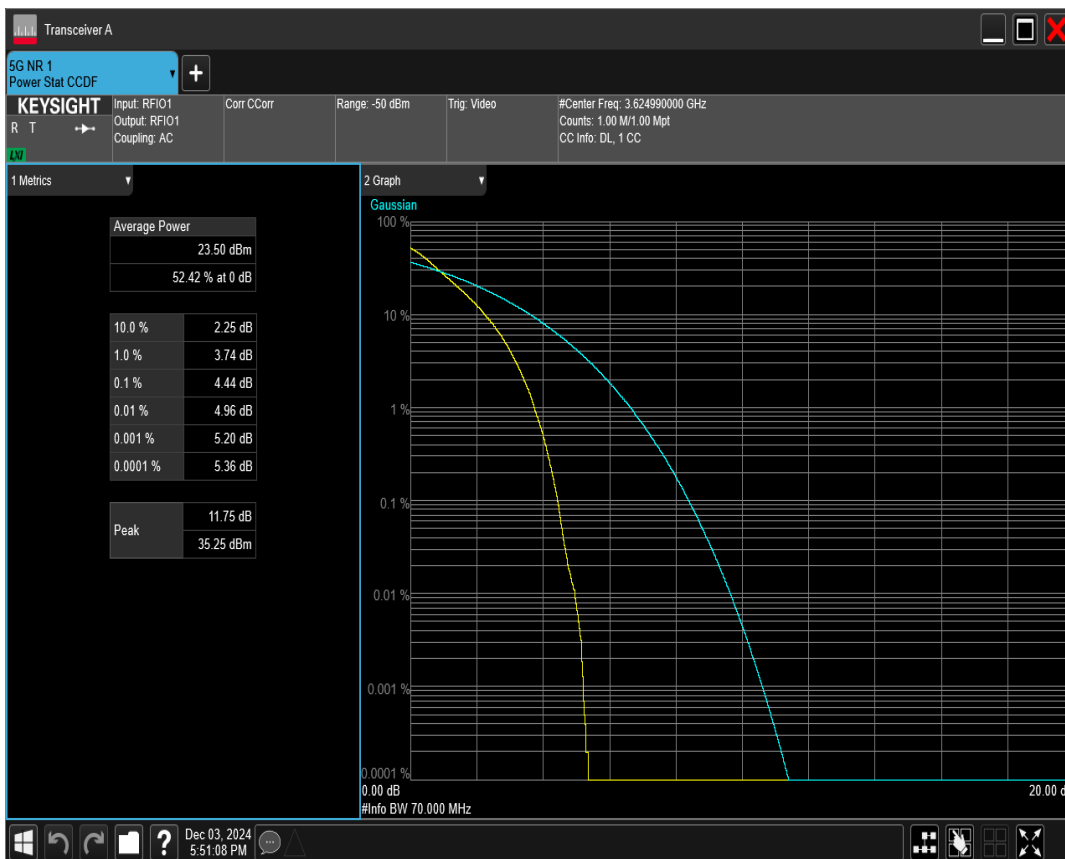 Transceiver A
5G NR 1
Power Stat CCDF
+
KEYSIGHT
R T
LXI
Input: RFIO1
Output: RFIO1
Coupling: AC
Corr CCorr
Range: -50 dBm
Trig: Video
#Center Freq: 3.624990000 GHz
Counts: 1.00 M/1.00 Mpt
CC Info: DL, 1 CC
1 Metrics
Average Power
23.50 dBm
52.42 % at 0 dB
10.0 % 2.25 dB
1.0 % 3.74 dB
0.1 % 4.44 dB
0.01 % 4.96 dB
0.001 % 5.20 dB
0.0001 % 5.36 dB
Peak
11.75 dB
35.25 dBm
2 Graph
Gaussian
100 %
10 %
1 %
0.1 %
0.01 %
0.001 %
0.0001 %
0.00 dB
20.00 d
#Info BW 70.000 MHz
?
Dec 03, 2024
5:51:08 PM